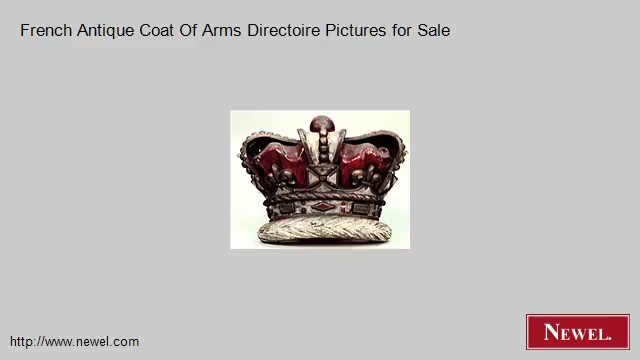 French Antique Coat Of Arms Directoire Pictures for Sale
http://www.newel.com
NEWEL.